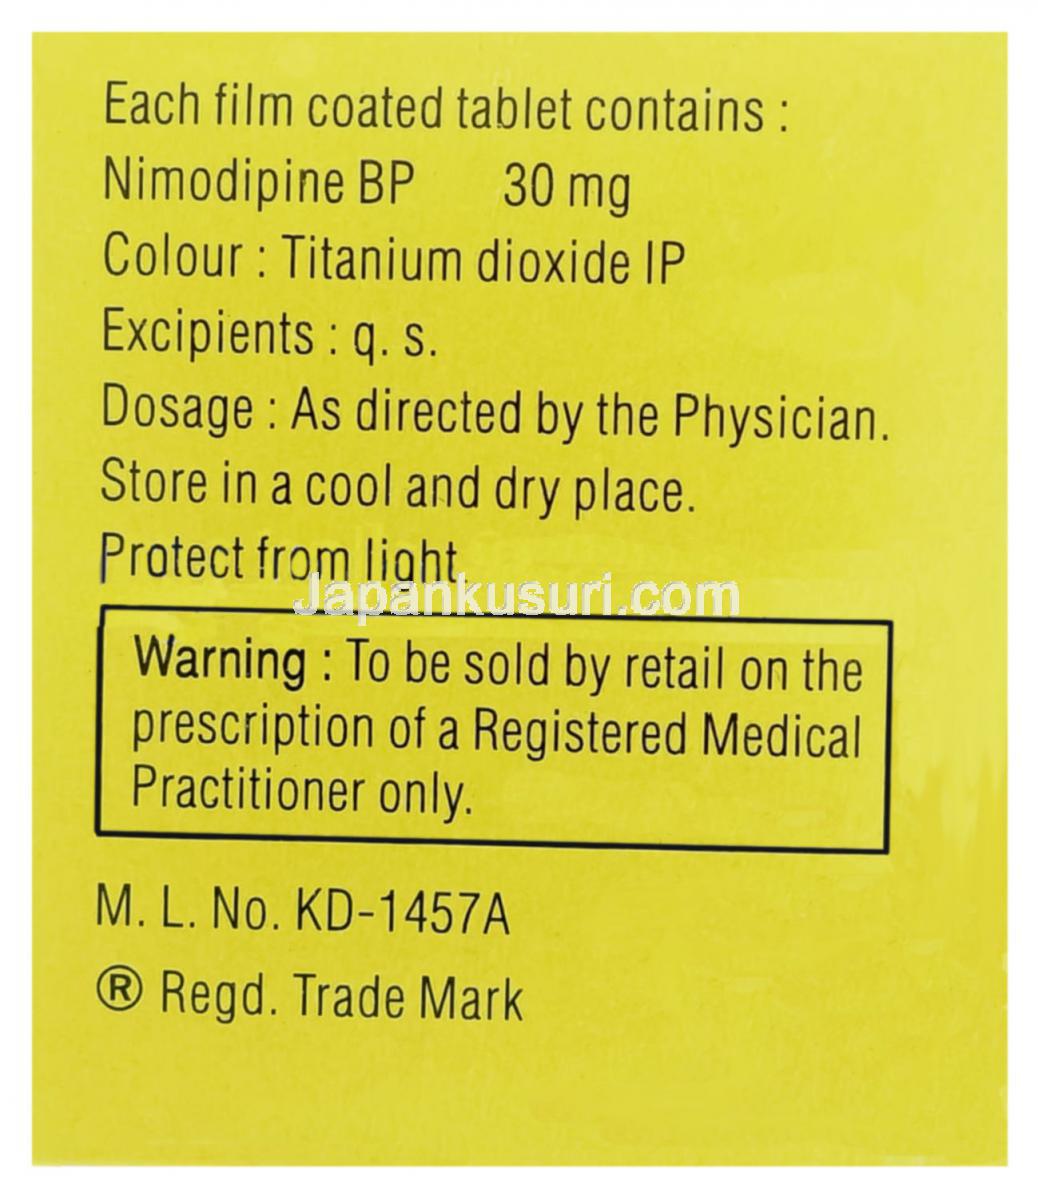 Each film coated tablet contains :
Nimodipine BP 30 mg
Colour : Titanium dioxide IP
Excipients : q. s.
Dosage : As directed by the Physician.
Store in a cool and dry place.
Protect from light.
Japankusuri.com
Warning : To be sold by retail on the
prescription of a Registered Medical
Practitioner only.
M. L. No. KD-1457A
® Regd. Trade Mark